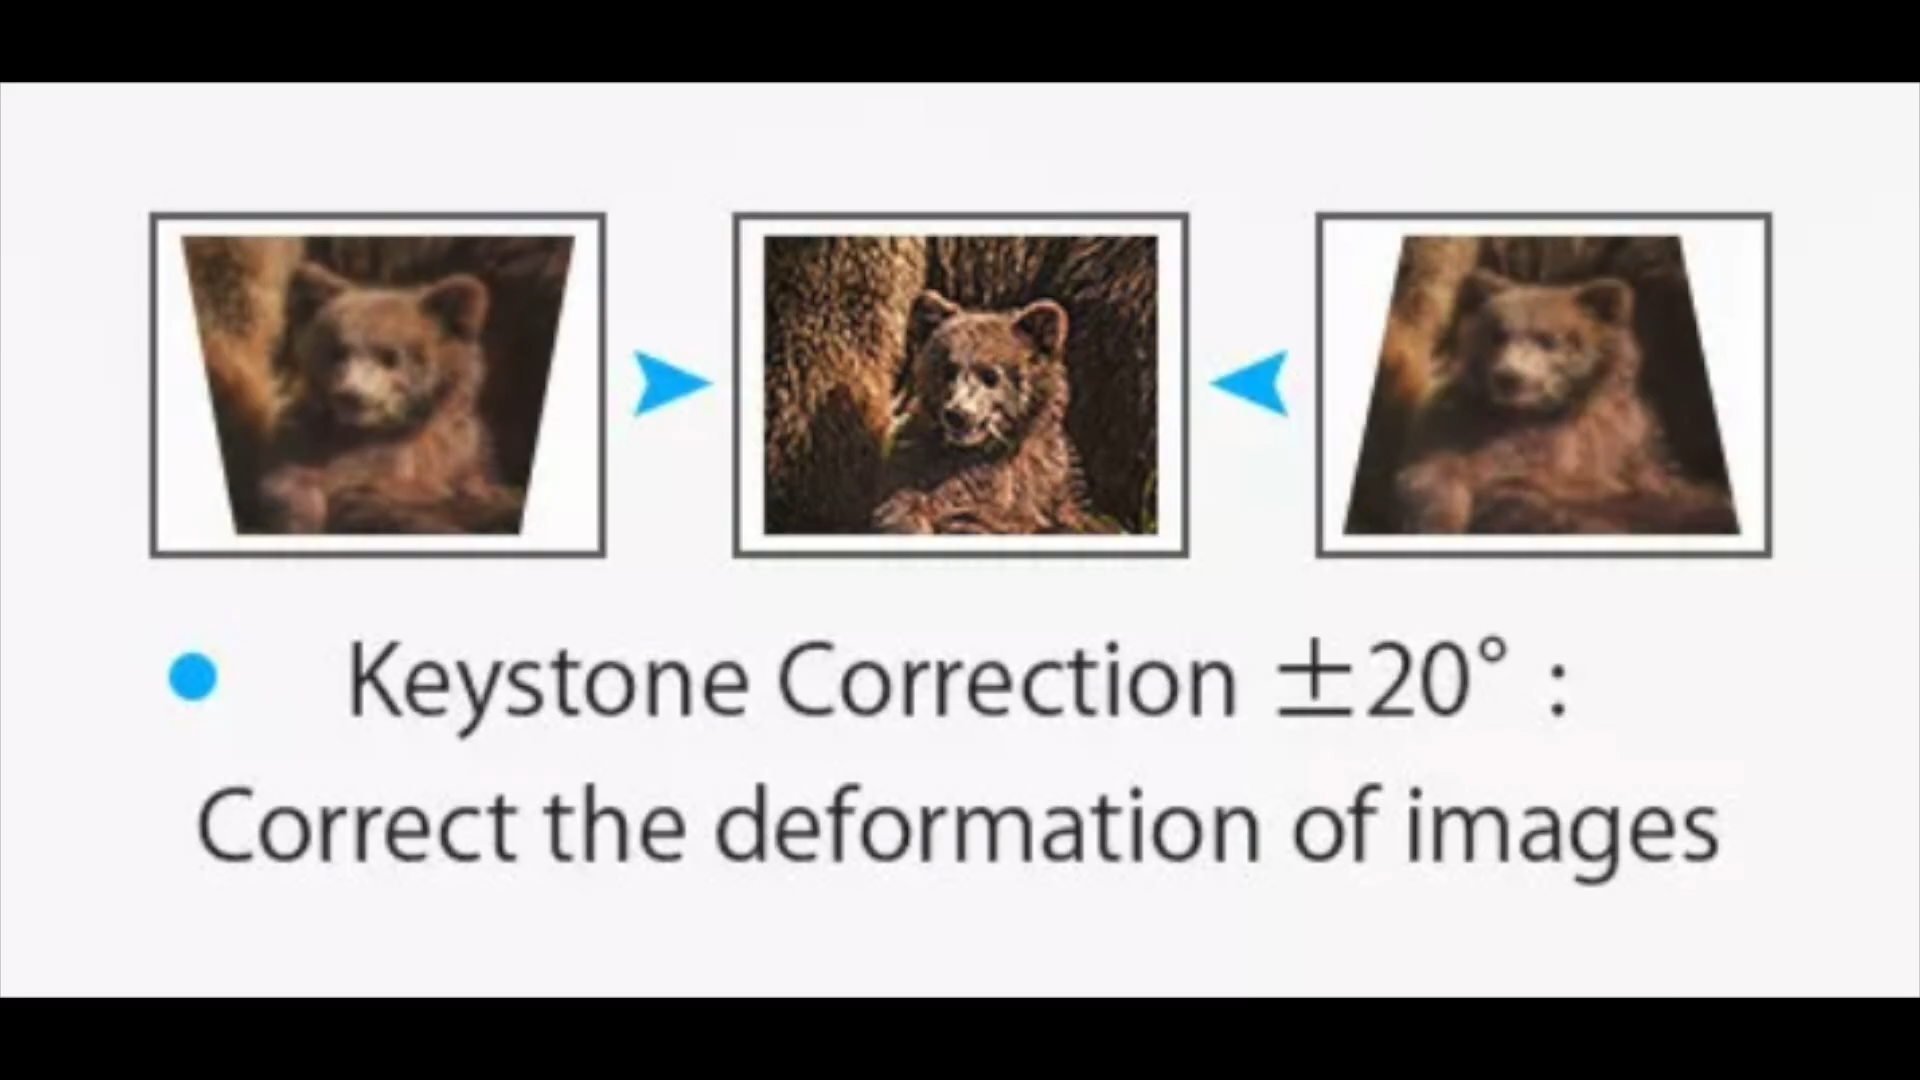 Keystone Correction ±20° :
Correct the deformation of images